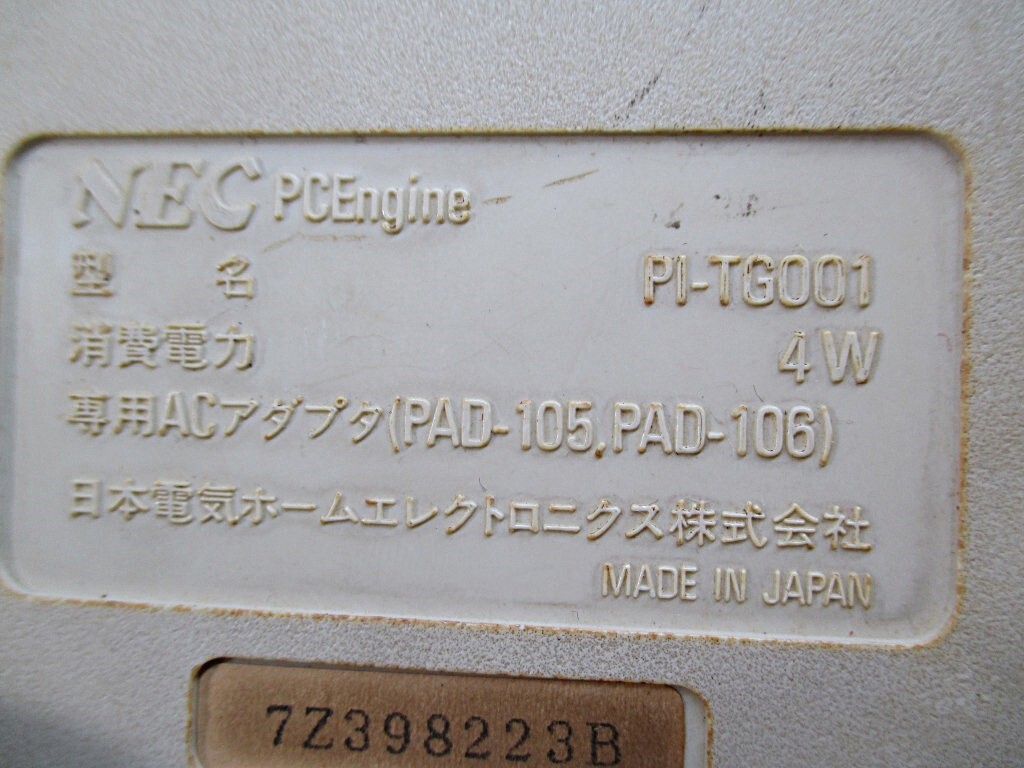 NEC PCEngine
型 名 PI-TG001
消費電力 4W
専用ACアダプタ(PAD-105,PAD-106)
日本電気ホームエレクトロニクス株式会社
MADE IN JAPAN
7Z398223B